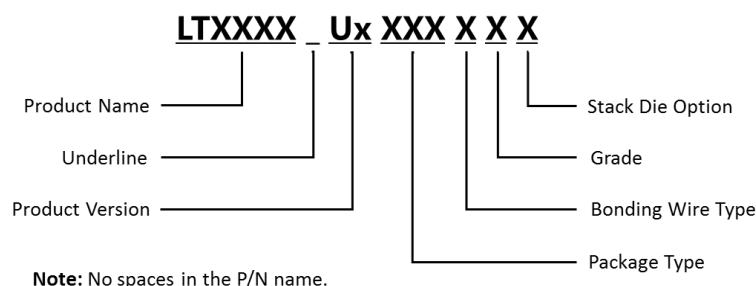 LTXXXX _ Ux XXX X X X
Product Name
Stack Die Option
Underline
Grade
Product Version
Bonding Wire Type
Package Type
Note: No spaces in the P/N name.